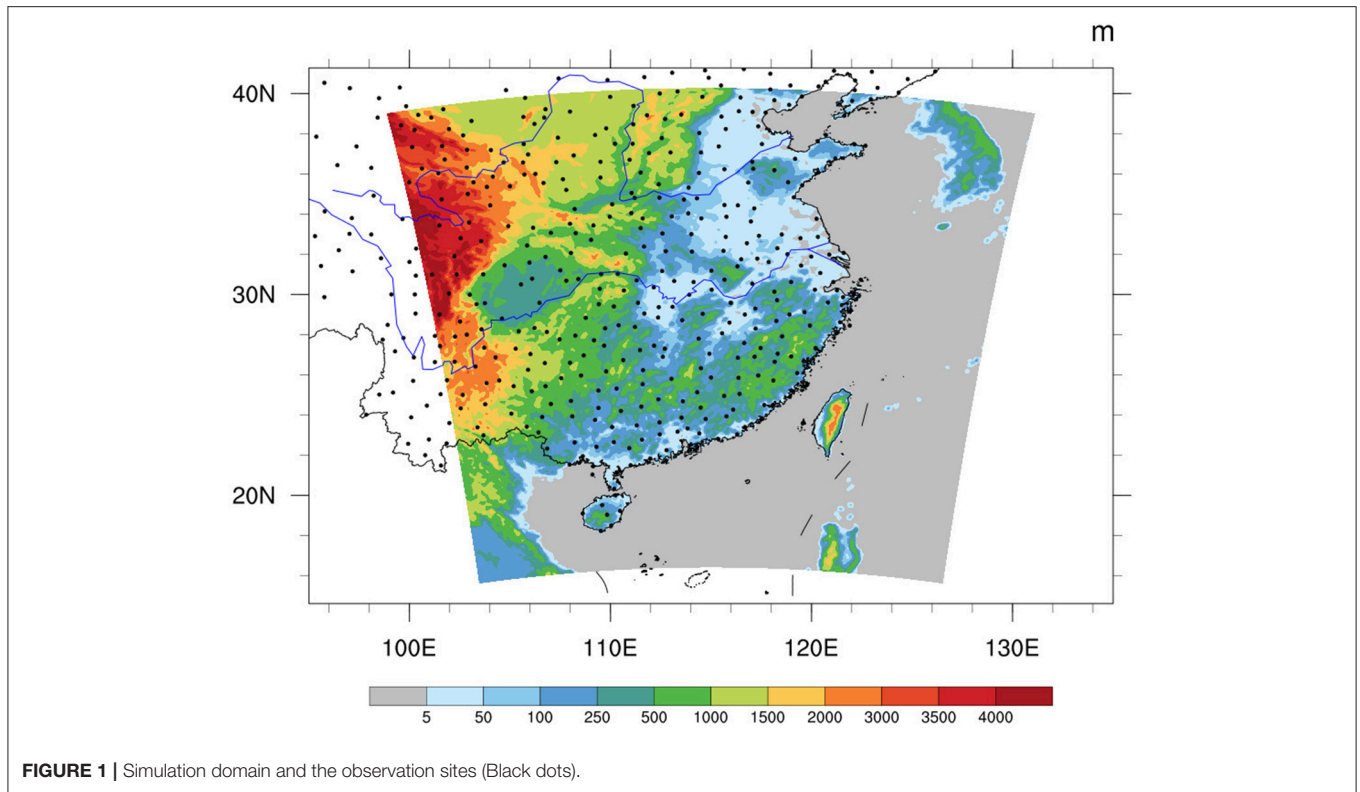 m
40N
30N
20N
100E 110E 120E 130E
5 50 100 250 500 1000 1500 2000 3000 3500 4000
FIGURE 1 | Simulation domain and the observation sites (Black dots).